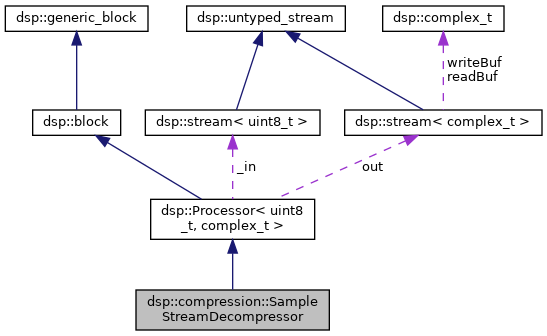 dsp::generic_block
dsp::untyped_stream
dsp::complex_t
writeBuf
readBuf
dsp::block
dsp::stream< uint8_t >
dsp::stream< complex_t >
_in
out
dsp::Processor< uint8
_t, complex_t >
dsp::compression::Sample
StreamDecompressor